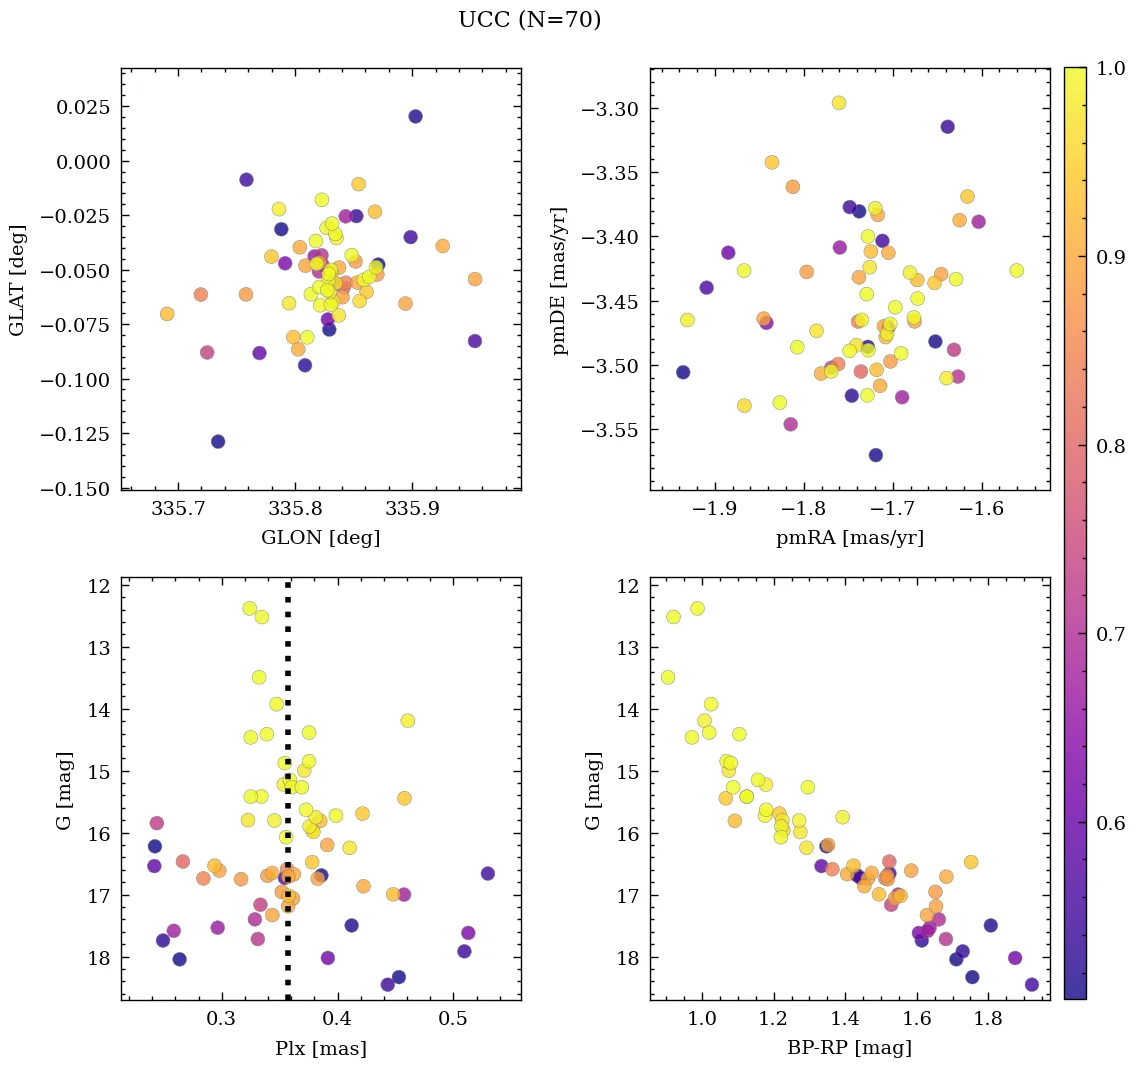 UCC (N=70)
0.025
0.000
−0.025
−0.050
−0.075
−0.100
−0.125
−0.150
GLAT [deg]
335.7 335.8 335.9
GLON [deg]
−3.30
−3.35
−3.40
−3.45
−3.50
−3.55
pmDE [mas/yr]
−1.9 −1.8 −1.7 −1.6
pmRA [mas/yr]
1.0
0.9
0.8
0.7
0.6
12
13
14
15
16
17
18
G [mag]
0.3 0.4 0.5
Plx [mas]
12
13
14
15
16
17
18
G [mag]
1.0 1.2 1.4 1.6 1.8
BP-RP [mag]